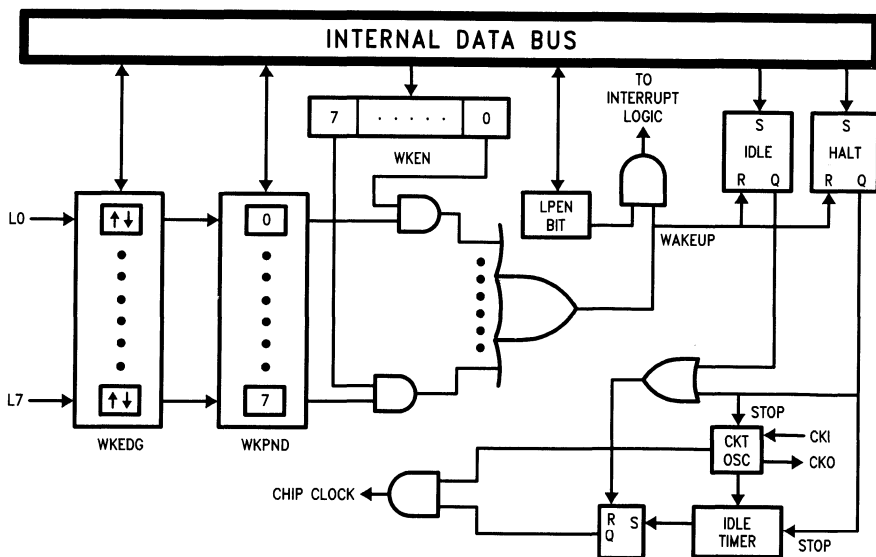 INTERNAL DATA BUS
TO
INTERRUPT
LOGIC
7 ..... 0
WKEN
S
IDLE
R Q
S
HALT
R Q
L0
↑↓
0
LPEN
BIT
WAKEUP
L7
↑↓
7
WKEDG
WKPND
STOP
CKT
OSC
CKI
CKO
CHIP CLOCK
R S
Q
IDLE
TIMER
STOP